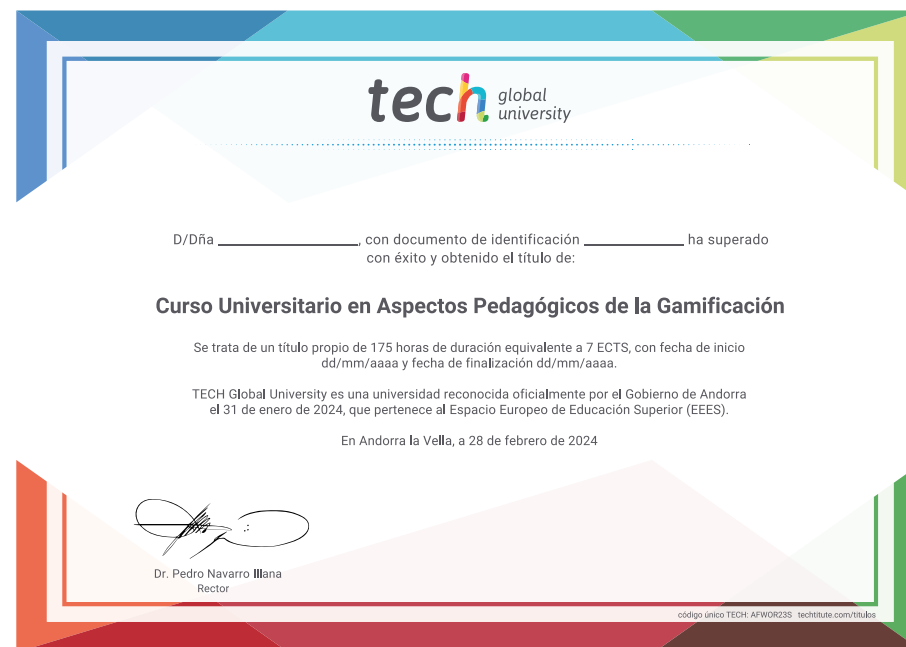 tech global university
D/Dña ____________________, con documento de identificación ______________ ha superado
con éxito y obtenido el título de:
Curso Universitario en Aspectos Pedagógicos de la Gamificación
Se trata de un título propio de 175 horas de duración equivalente a 7 ECTS, con fecha de inicio
dd/mm/aaaa y fecha de finalización dd/mm/aaaa.
TECH Global University es una universidad reconocida oficialmente por el Gobierno de Andorra
el 31 de enero de 2024, que pertenece al Espacio Europeo de Educación Superior (EEES).
En Andorra la Vella, a 28 de febrero de 2024
Dr. Pedro Navarro Illana
Rector
código único TECH: AFWOR23S techtitute.com/titulos